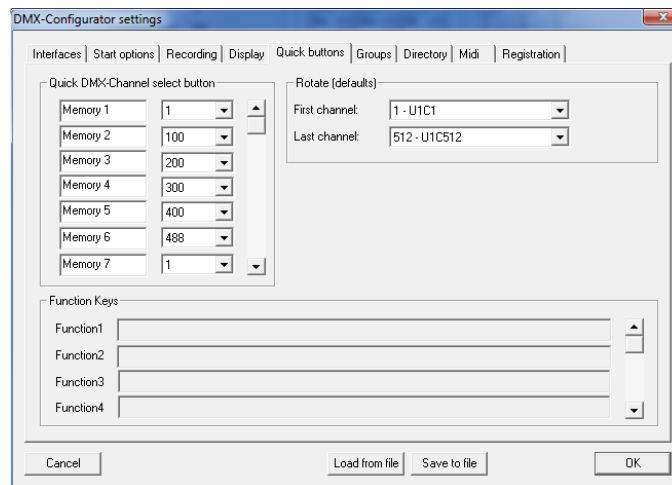 DMX-Configurator settings
Interfaces Start options Recording Display Quick buttons Groups Directory Midi Registration
Quick DMX-Channel select button
Memory 1 1
Memory 2 100
Memory 3 200
Memory 4 300
Memory 5 400
Memory 6 488
Memory 7 1
Rotate (defaults)
First channel: 1 - U1C1
Last channel: 512 - U1C512
Function Keys
Function1
Function2
Function3
Function4
Cancel Load from file Save to file OK